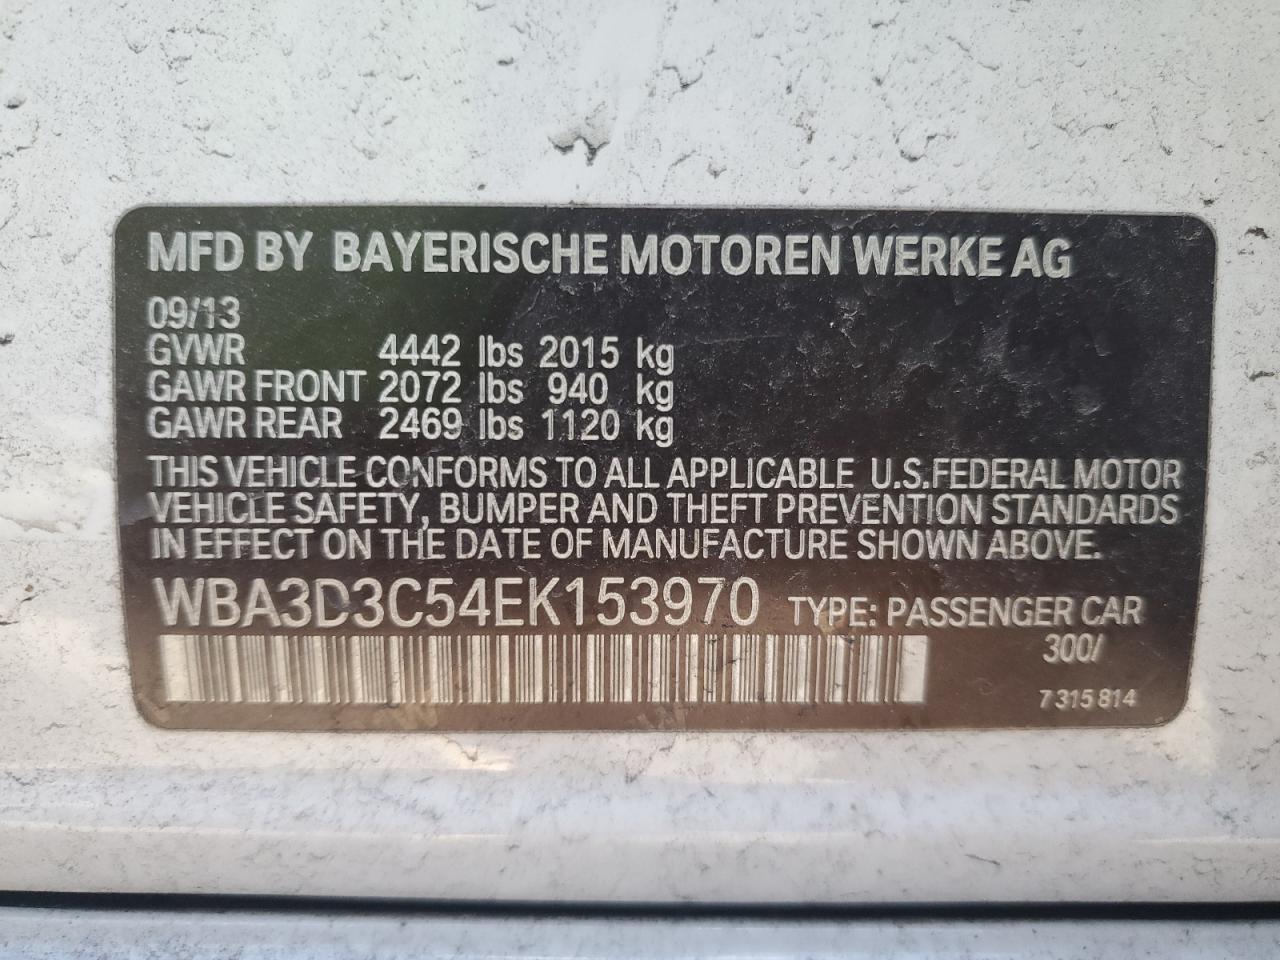 MFD BY BAYERISCHE MOTOREN WERKE AG
09/13
GVWR 4442 lbs 2015 kg
GAWR FRONT 2072 lbs 940 kg
GAWR REAR 2469 lbs 1120 kg
THIS VEHICLE CONFORMS TO ALL APPLICABLE U.S.FEDERAL MOTOR
VEHICLE SAFETY, BUMPER AND THEFT PREVENTION STANDARDS
IN EFFECT ON THE DATE OF MANUFACTURE SHOWN ABOVE.
WBA3D3C54EK153970 TYPE: PASSENGER CAR
300/
7 315 814